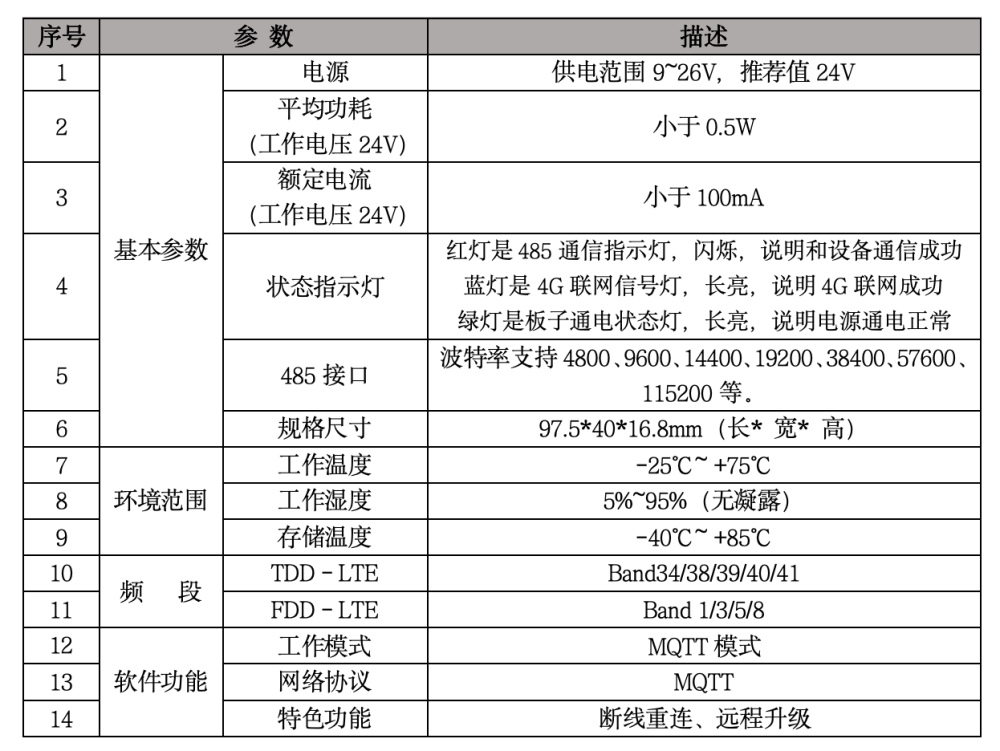 序号 参 数 描述
1 基本参数 电源 供电范围 9~26V，推荐值 24V
2 平均功耗
(工作电压 24V) 小于 0.5W
3 额定电流
(工作电压 24V) 小于 100mA
4 状态指示灯 红灯是 485 通信指示灯，闪烁，说明和设备通信成功
蓝灯是 4G 联网信号灯，长亮，说明 4G 联网成功
绿灯是板子通电状态灯，长亮，说明电源通电正常
5 485 接口 波特率支持 4800、9600、14400、19200、38400、57600、
115200 等。
6 规格尺寸 97.5*40*16.8mm（长* 宽* 高）
7 环境范围 工作温度 -25℃~ +75℃
8 工作湿度 5%~95%（无凝露）
9 存储温度 -40℃~ +85℃
10 频 段 TDD-LTE Band34/38/39/40/41
11 FDD-LTE Band 1/3/5/8
12 软件功能 工作模式 MQTT 模式
13 网络协议 MQTT
14 特色功能 断线重连、远程升级